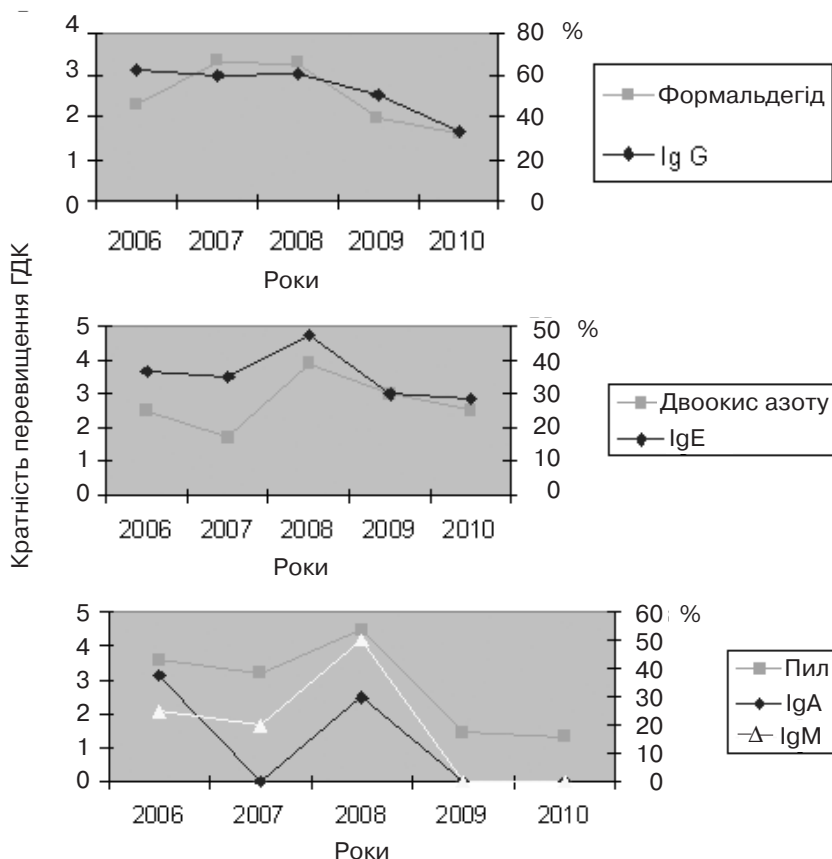 Кратність перевищення ГДК
4 80 %
3 60
2 40
1 20
0 0
2006 2007 2008 2009 2010
Роки
Формальдегід
Ig G
5 50 %
4 40
3 30
2 20
1 10
0 0
2006 2007 2008 2009 2010
Роки
Двоокис азоту
IgE
5 60 %
4 50
3 40
2 30
1 20
0 10
0
2006 2007 2008 2009 2010
Роки
Пил
IgA
IgM